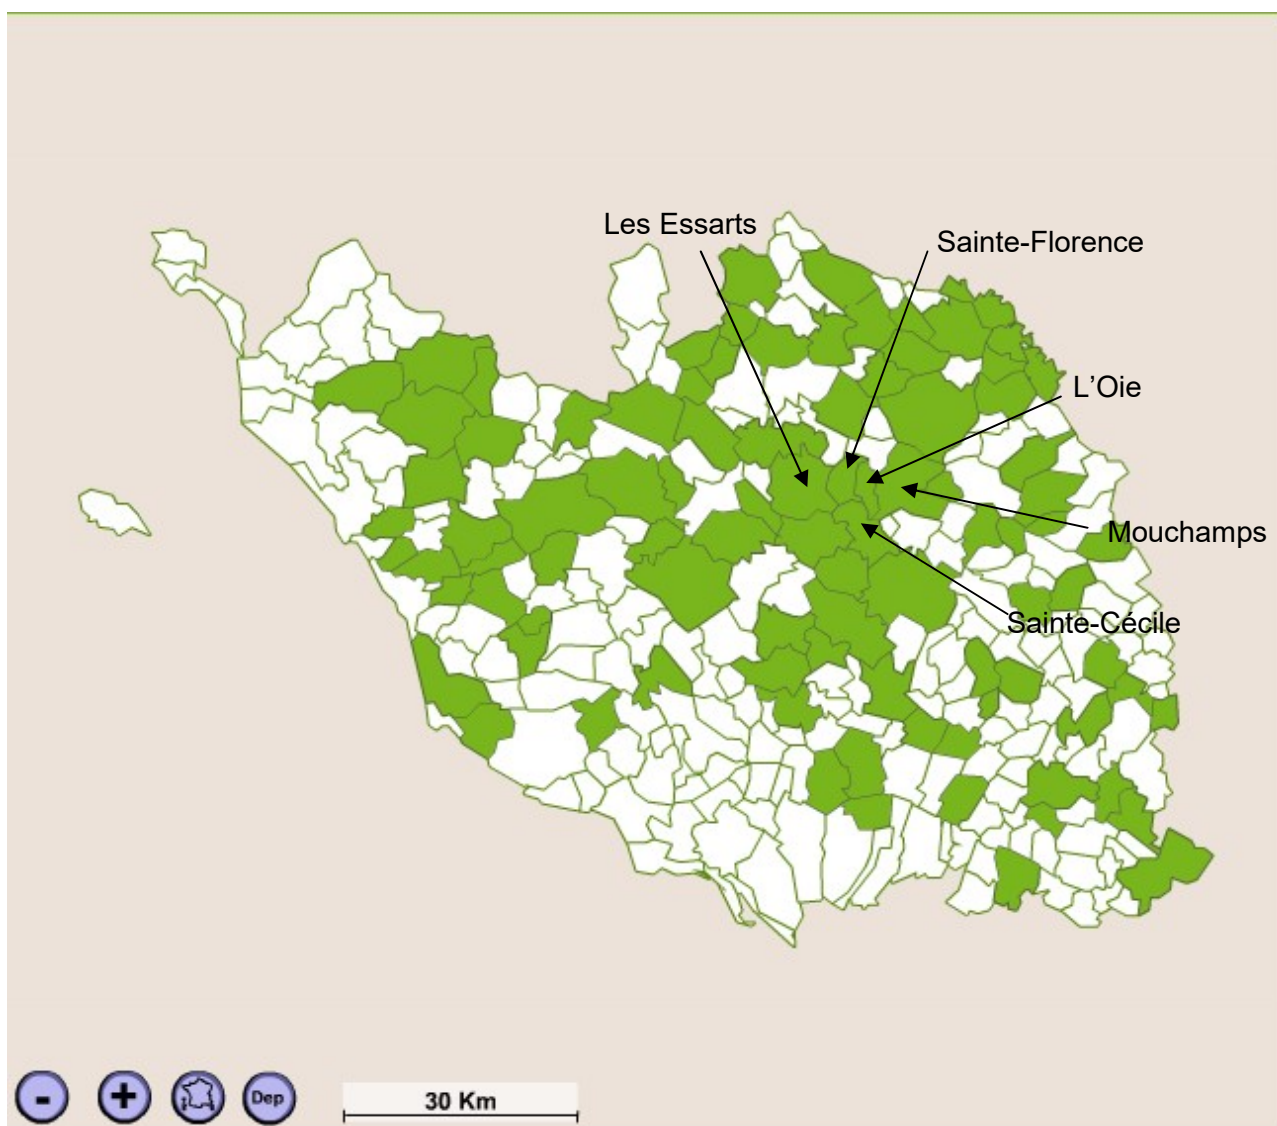 Les Essarts
Sainte-Florence
L’Oie
Mouchamps
Sainte-Cécile
- + Dep 30 Km